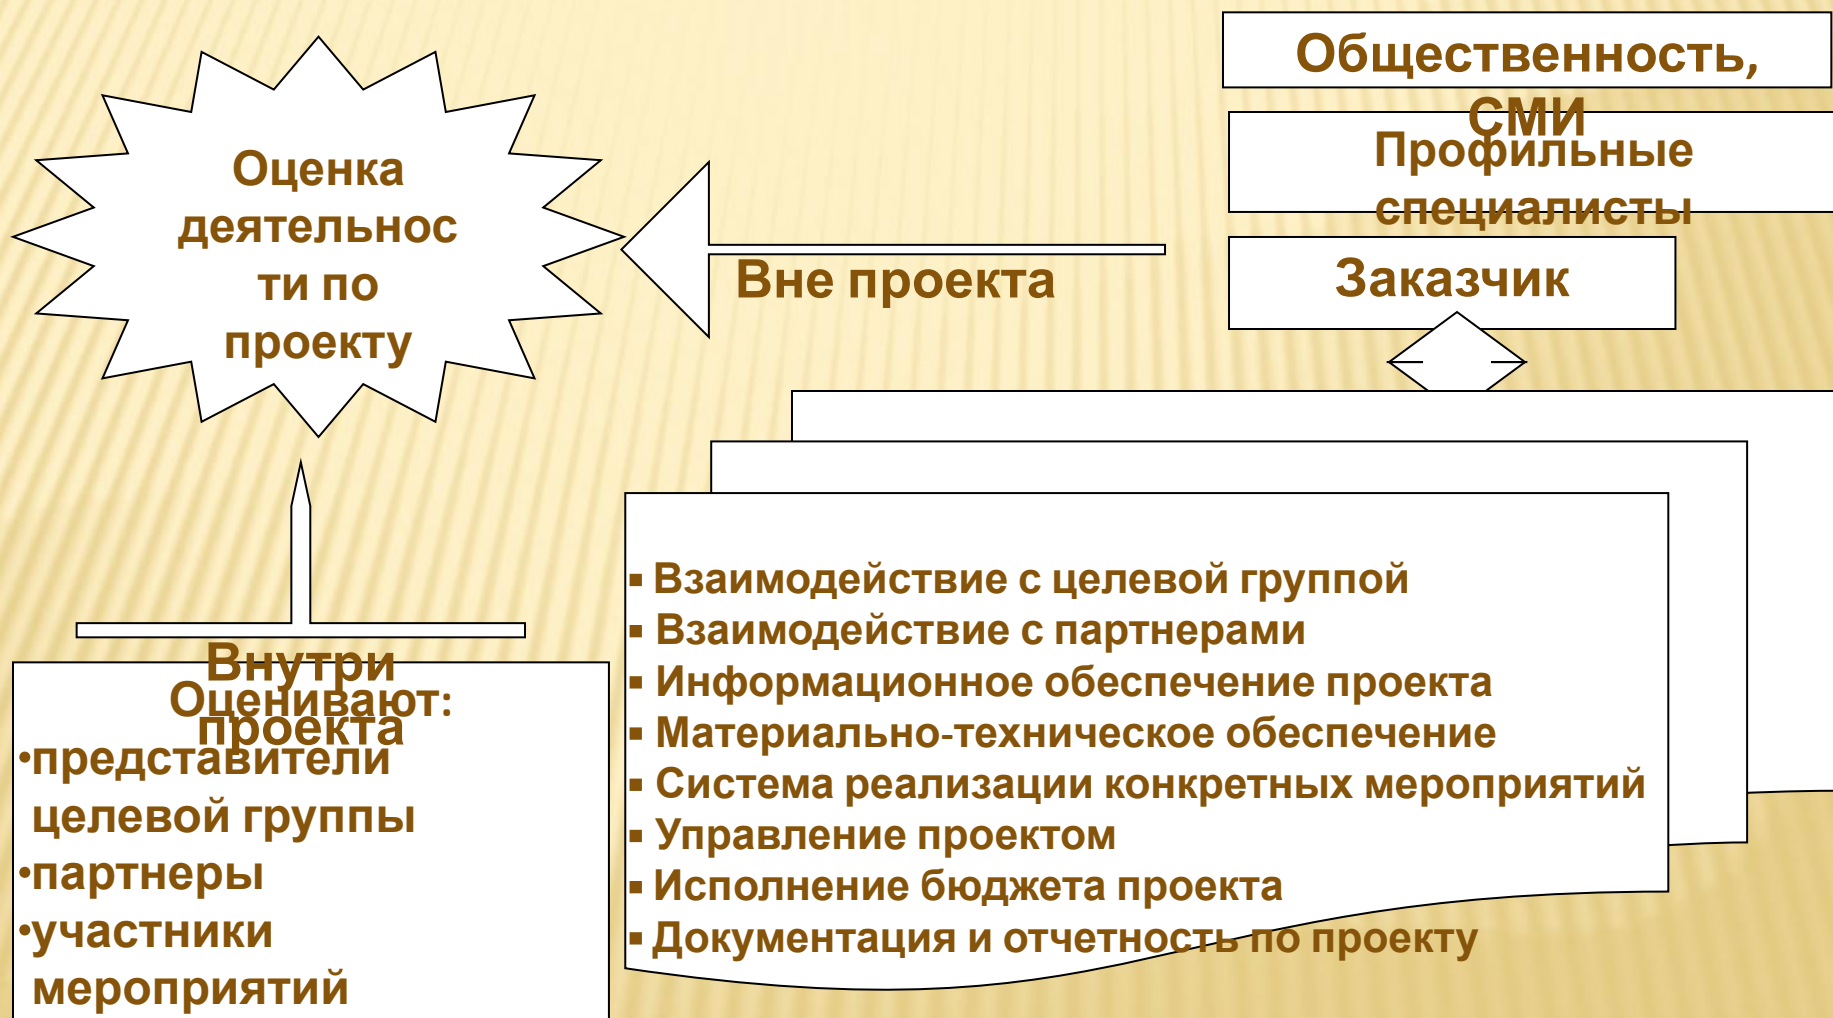 Общественность,
СМИ
Профильные
специалисты
Заказчик
Оценка
деятельнос
ти по
проекту
Вне проекта
Внутри
проекта
Оценивают:
•представители
целевой группы
•партнеры
•участники
мероприятий
▪ Взаимодействие с целевой группой
▪ Взаимодействие с партнерами
▪ Информационное обеспечение проекта
▪ Материально-техническое обеспечение
▪ Система реализации конкретных мероприятий
▪ Управление проектом
▪ Исполнение бюджета проекта
▪ Документация и отчетность по проекту